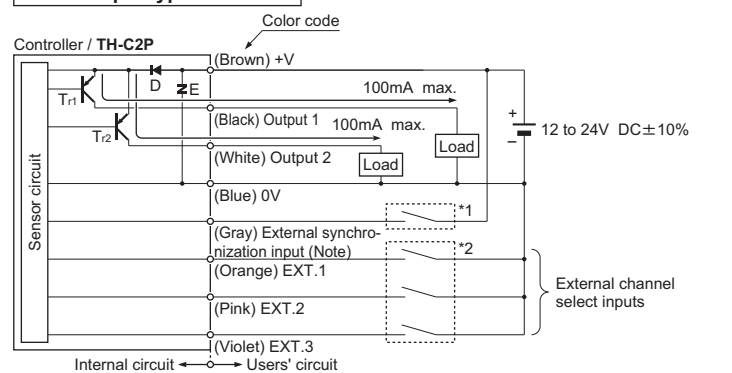 Color code
Controller / TH-C2P
(Brown) +V
D
E
100mA max.
Tr1
(Black) Output 1
100mA max.
+
12 to 24V DC±10%
−
Tr2
(White) Output 2
Load
Load
Sensor circuit
(Blue) 0V
*1
(Gray) External synchro-
nization input (Note)
*2
(Orange) EXT.1
External channel
select inputs
(Pink) EXT.2
(Violet) EXT.3
Internal circuit
Users' circuit